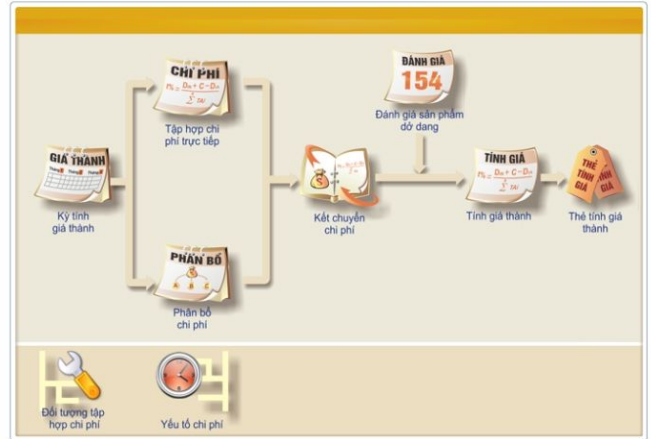 GIÁ THÀNH
Kỳ tính
giá thành
CHI PHÍ
Tập hợp chi
phí trực tiếp
PHÂN BỔ
A B C
Phân bổ
chi phí
Kết chuyển
chi phí
ĐÁNH GIÁ
154
Đánh giá sản phẩm
dở dang
TÍNH GIÁ
Tính giá thành
THẺ
TÍNH
GIÁ
Thẻ tính giá
thành
Đối tượng tập
hợp chi phí
Yếu tố chi phí